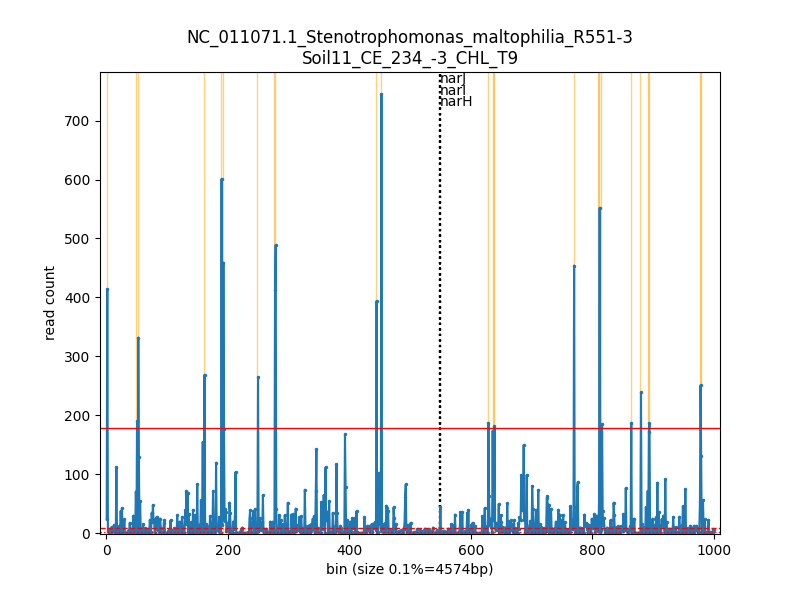 NC_011071.1_Stenotrophomonas_maltophilia_R551-3
Soil11_CE_234_-3_CHL_T9
narJ
narI
narH
700
600
500
400
300
200
100
0
read count
0 200 400 600 800 1000
bin (size 0.1%=4574bp)